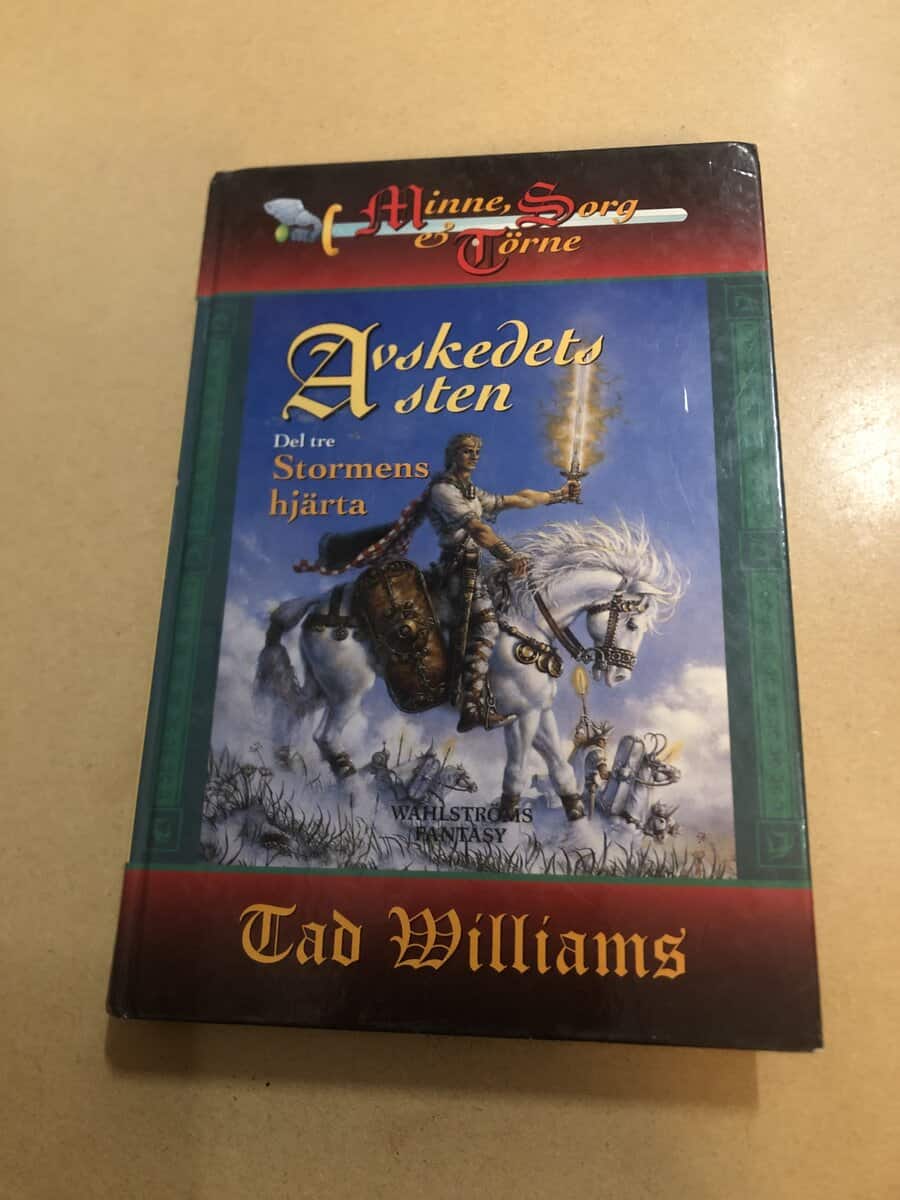 Minne, Sorg
& Törne
Avskedets
sten
Del tre
Stormens
hjärta
WAHLSTRÖMS
FANTASY
Tad Williams